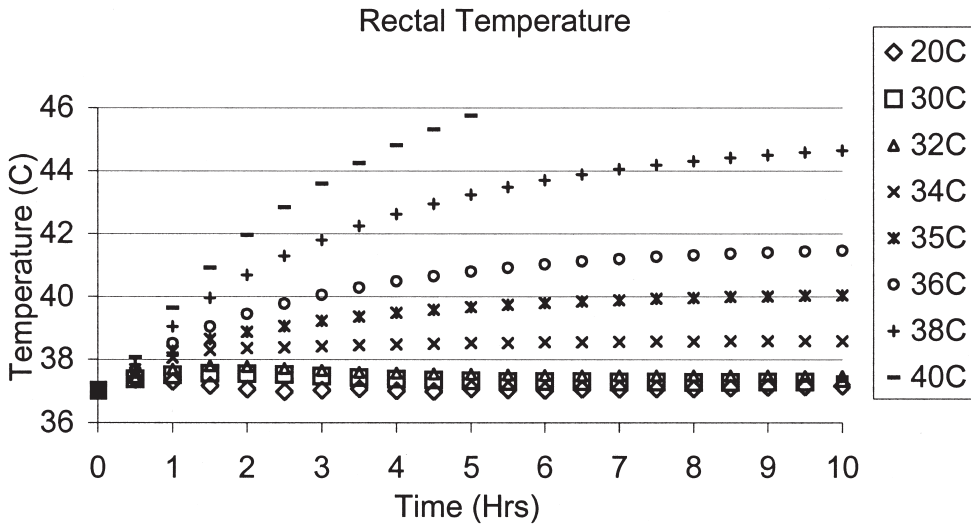 Rectal Temperature
Temperature (C)
46
44
42
40
38
36
0 1 2 3 4 5 6 7 8 9 10
Time (Hrs)
20C
30C
32C
34C
35C
36C
38C
40C